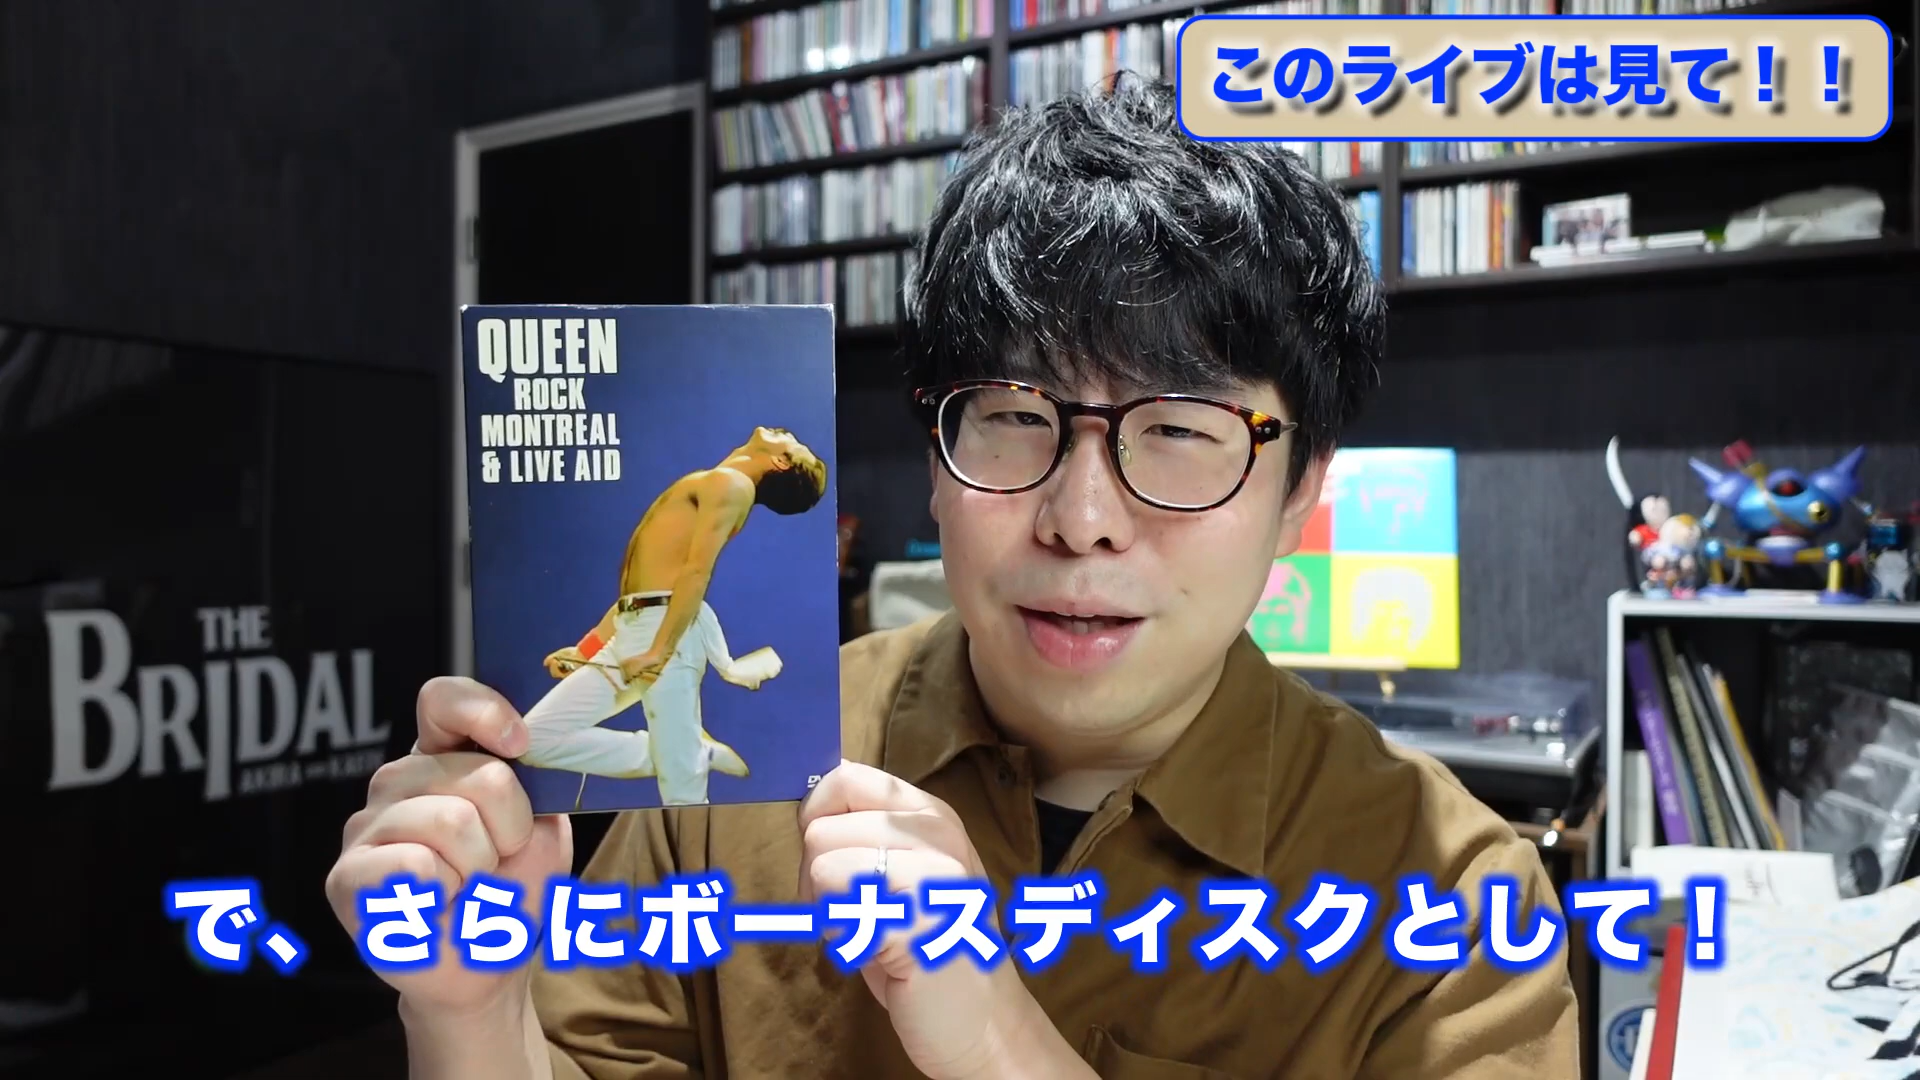 このライブは見て！！
QUEEN
ROCK
MONTREAL
& LIVE AID
THE
BRIDAL
で、さらにボーナスディスクとして！